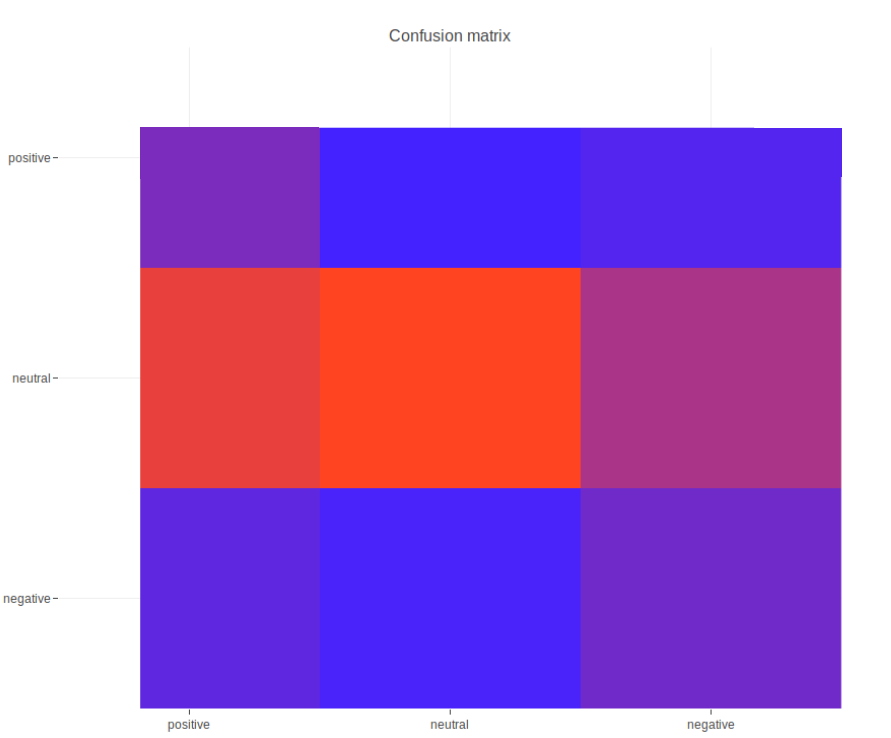 Confusion matrix
positive
neutral
negative
positive neutral negative